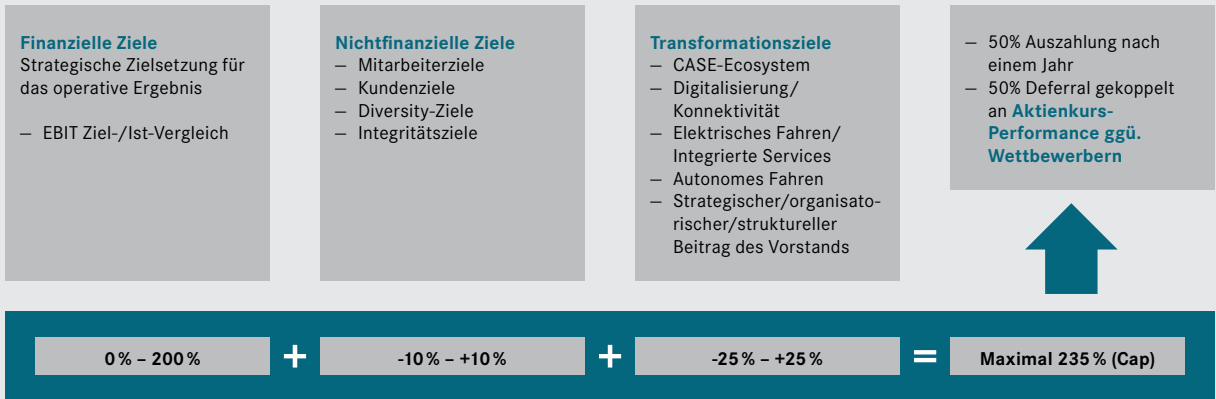 Finanzielle Ziele
Strategische Zielsetzung für
das operative Ergebnis
– EBIT Ziel-/Ist-Vergleich
Nichtfinanzielle Ziele
– Mitarbeiterziele
– Kundenziele
– Diversity-Ziele
– Integritätsziele
Transformationsziele
– CASE-Ecosystem
– Digitalisierung/
Konnektivität
– Elektrisches Fahren/
Integrierte Services
– Autonomes Fahren
– Strategischer/organisato-
rischer/struktureller
Beitrag des Vorstands
– 50% Auszahlung nach
einem Jahr
– 50% Deferral gekoppelt
an Aktienkurs-
Performance ggü.
Wettbewerbern
0 % – 200 %
+
-10 % – +10 %
+
-25 % – +25 %
=
Maximal 235 % (Cap)